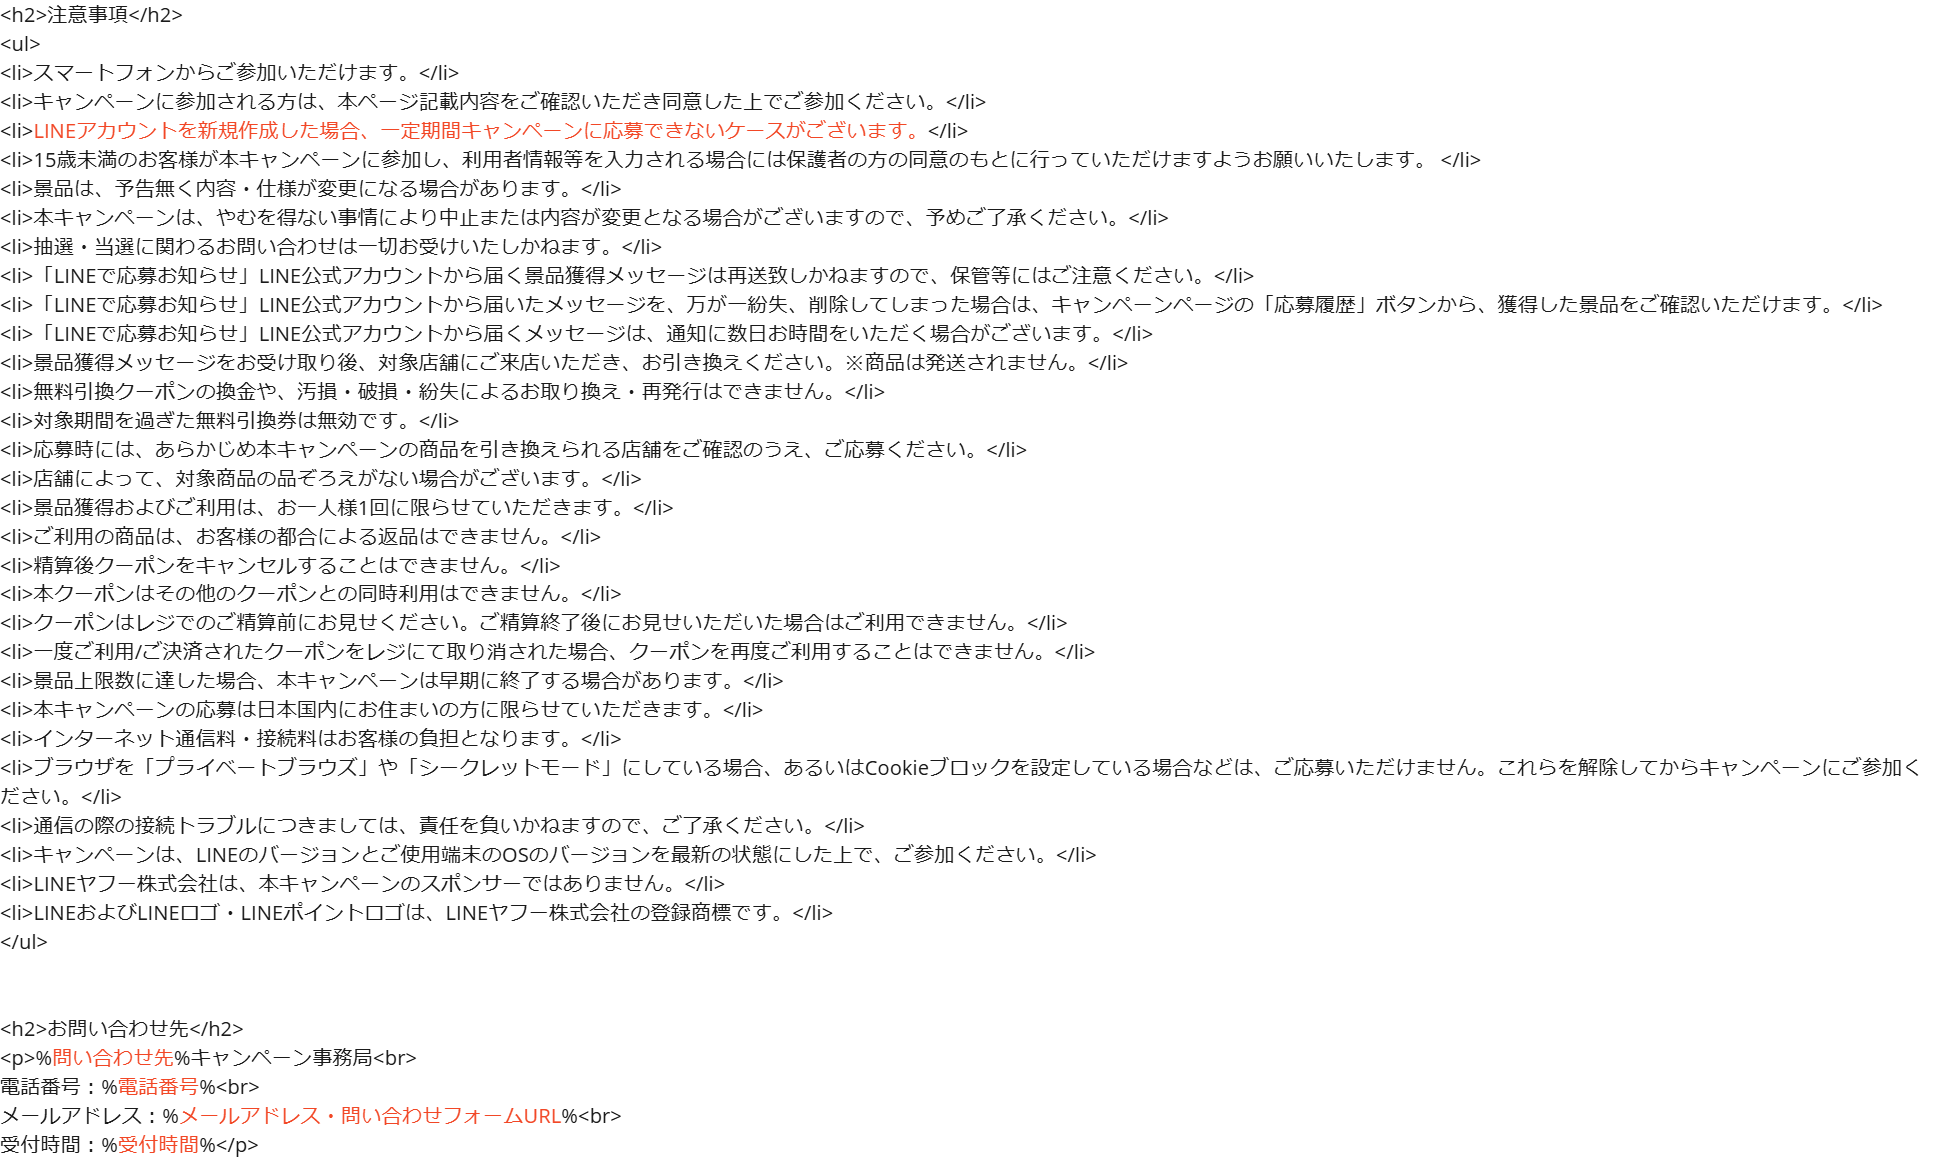 <h2>注意事項</h2>
<ul>
<li>スマートフォンからご参加いただけます。</li>
<li>キャンペーンに参加される方は、本ページ記載内容をご確認いただき同意した上でご参加ください。</li>
<li>LINEアカウントを新規作成した場合、一定期間キャンペーンに応募できないケースがございます。</li>
<li>15歳未満のお客様が本キャンペーンに参加し、利用者情報等を入力される場合には保護者の方の同意のもとに行っていただけますようお願いいたします。 </li>
<li>景品は、予告無く内容・仕様が変更になる場合があります。</li>
<li>本キャンペーンは、やむを得ない事情により中止または内容が変更となる場合がございますので、予めご了承ください。</li>
<li>抽選・当選に関わるお問い合わせは一切お受けいたしかねます。</li>
<li>「LINEで応募お知らせ」LINE公式アカウントから届く景品獲得メッセージは再送致しかねますので、保管等にはご注意ください。</li>
<li>「LINEで応募お知らせ」LINE公式アカウントから届いたメッセージを、万が一紛失、削除してしまった場合は、キャンペーンページの「応募履歴」ボタンから、獲得した景品をご確認いただけます。</li>
<li>「LINEで応募お知らせ」LINE公式アカウントから届くメッセージは、通知に数日お時間をいただく場合がございます。</li>
<li>景品獲得メッセージをお受け取り後、対象店舗にご来店いただき、お引き換えください。※商品は発送されません。</li>
<li>無料引換クーポンの換金や、汚損・破損・紛失によるお取り換え・再発行はできません。</li>
<li>対象期間を過ぎた無料引換券は無効です。</li>
<li>応募時には、あらかじめ本キャンペーンの商品を引き換えられる店舗をご確認のうえ、ご応募ください。</li>
<li>店舗によって、対象商品の品ぞろえがない場合がございます。</li>
<li>景品獲得およびご利用は、お一人様1回に限らせていただきます。</li>
<li>ご利用の商品は、お客様の都合による返品はできません。</li>
<li>精算後クーポンをキャンセルすることはできません。</li>
<li>本クーポンはその他のクーポンとの同時利用はできません。</li>
<li>クーポンはレジでのご精算前にお見せください。ご精算終了後にお見せいただいた場合はご利用できません。</li>
<li>一度ご利用/ご決済されたクーポンをレジにて取り消された場合、クーポンを再度ご利用することはできません。</li>
<li>景品上限数に達した場合、本キャンペーンは早期に終了する場合があります。</li>
<li>本キャンペーンの応募は日本国内にお住まいの方に限らせていただきます。</li>
<li>インターネット通信料・接続料はお客様の負担となります。</li>
<li>ブラウザを「プライベートブラウズ」や「シークレットモード」にしている場合、あるいはCookieブロックを設定している場合などは、ご応募いただけません。これらを解除してからキャンペーンにご参加く
ださい。</li>
<li>通信の際の接続トラブルにつきましては、責任を負いかねますので、ご了承ください。</li>
<li>キャンペーンは、LINEのバージョンとご使用端末のOSのバージョンを最新の状態にした上で、ご参加ください。</li>
<li>LINEヤフー株式会社は、本キャンペーンのスポンサーではありません。</li>
<li>LINEおよびLINEロゴ・LINEポイントロゴは、LINEヤフー株式会社の登録商標です。</li>
</ul>
<h2>お問い合わせ先</h2>
<p>%問い合わせ先%キャンペーン事務局<br>
電話番号：%電話番号%<br>
メールアドレス：%メールアドレス・問い合わせフォームURL%<br>
受付時間：%受付時間%</p>